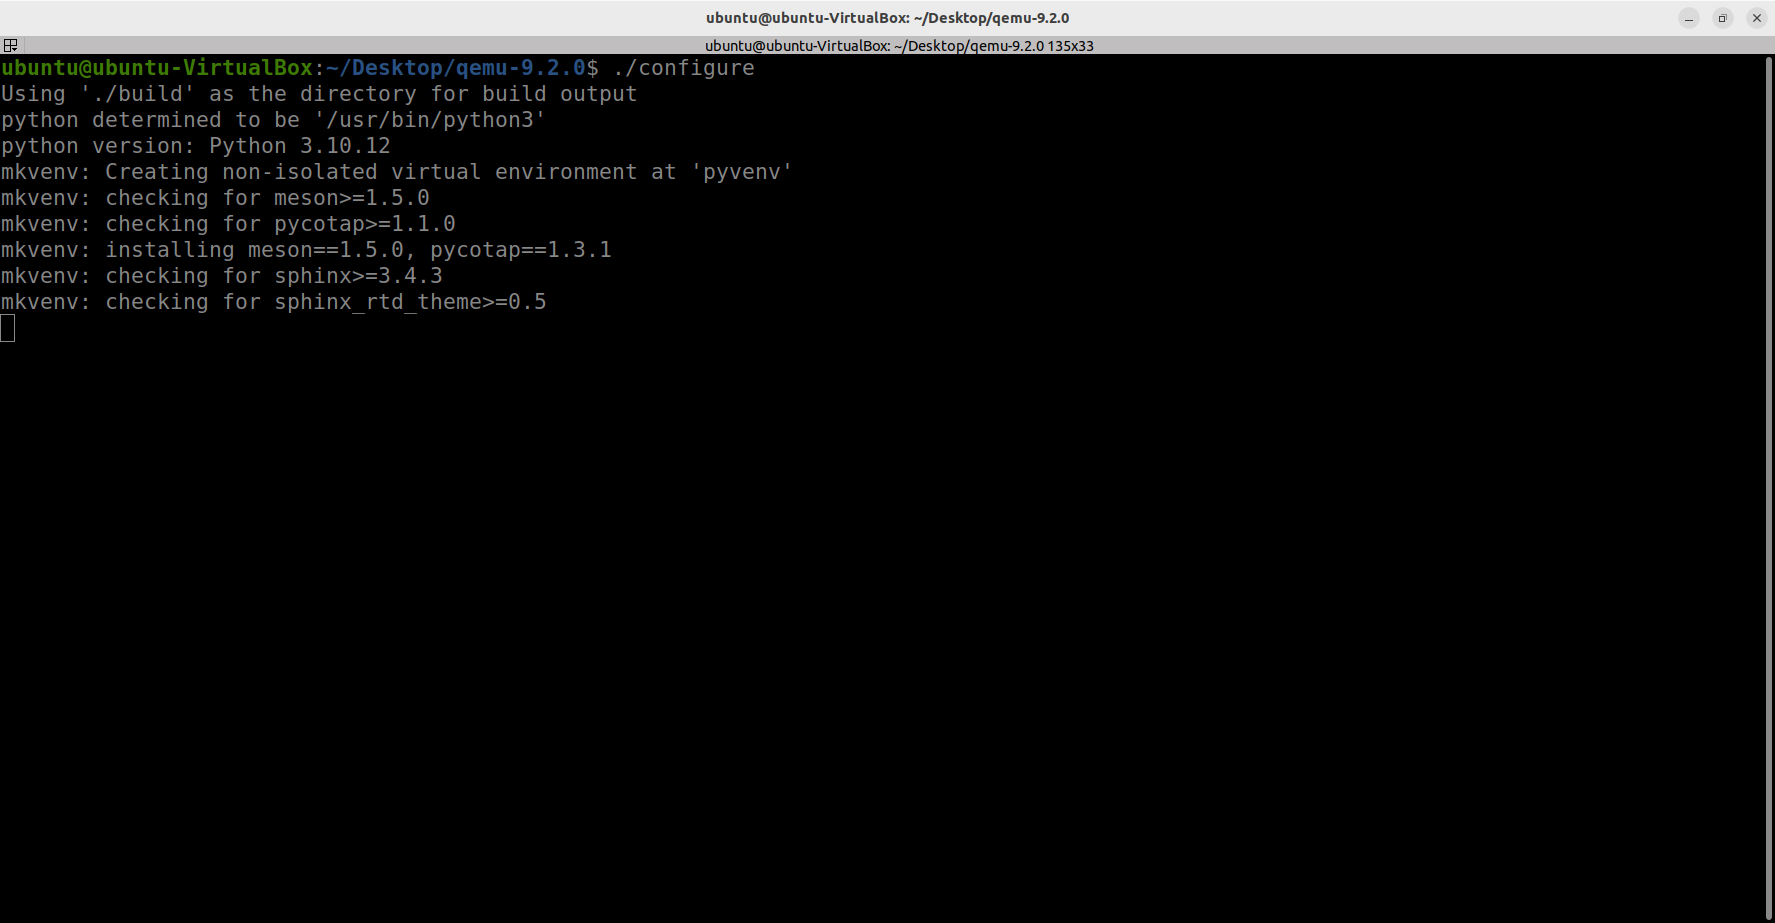 ubuntu@ubuntu-VirtualBox: ~/Desktop/qemu-9.2.0
ubuntu@ubuntu-VirtualBox: ~/Desktop/qemu-9.2.0 135x33
ubuntu@ubuntu-VirtualBox:~/Desktop/qemu-9.2.0$ ./configure
Using './build' as the directory for build output
python determined to be '/usr/bin/python3'
python version: Python 3.10.12
mkvenv: Creating non-isolated virtual environment at 'pyvenv'
mkvenv: checking for meson>=1.5.0
mkvenv: checking for pycotap>=1.1.0
mkvenv: installing meson==1.5.0, pycotap==1.3.1
mkvenv: checking for sphinx>=3.4.3
mkvenv: checking for sphinx_rtd_theme>=0.5